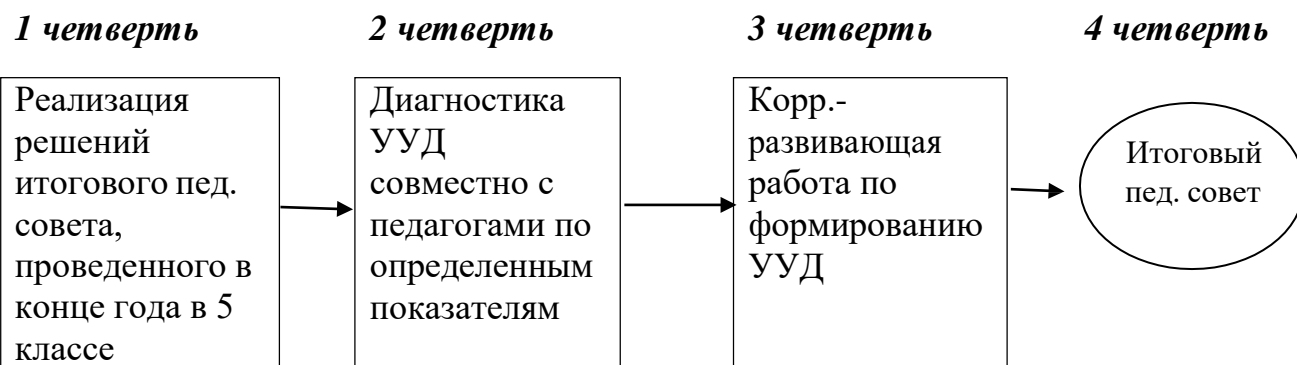 1 четверть
2 четверть
3 четверть
4 четверть
Реализация
решений
итогового пед.
совета,
проведенного в
конце года в 5
классе
Диагностика
УУД
совместно с
педагогами по
определенным
показателям
Корр.-
развивающая
работа по
формированию
УУД
Итоговый
пед. совет